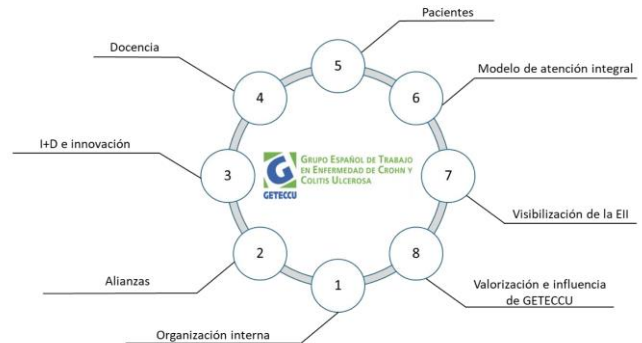 Pacientes
5
Docencia
4
6
Modelo de atención integral
I+D e innovación
3
G
GETECCU
GRUPO ESPAÑOL DE TRABAJO
EN ENFERMEDAD DE CROHN Y
COLITIS ULCEROSA
7
Visibilización de la EII
2
8
Alianzas
1
Valorización e influencia
de GETECCU
Organización interna